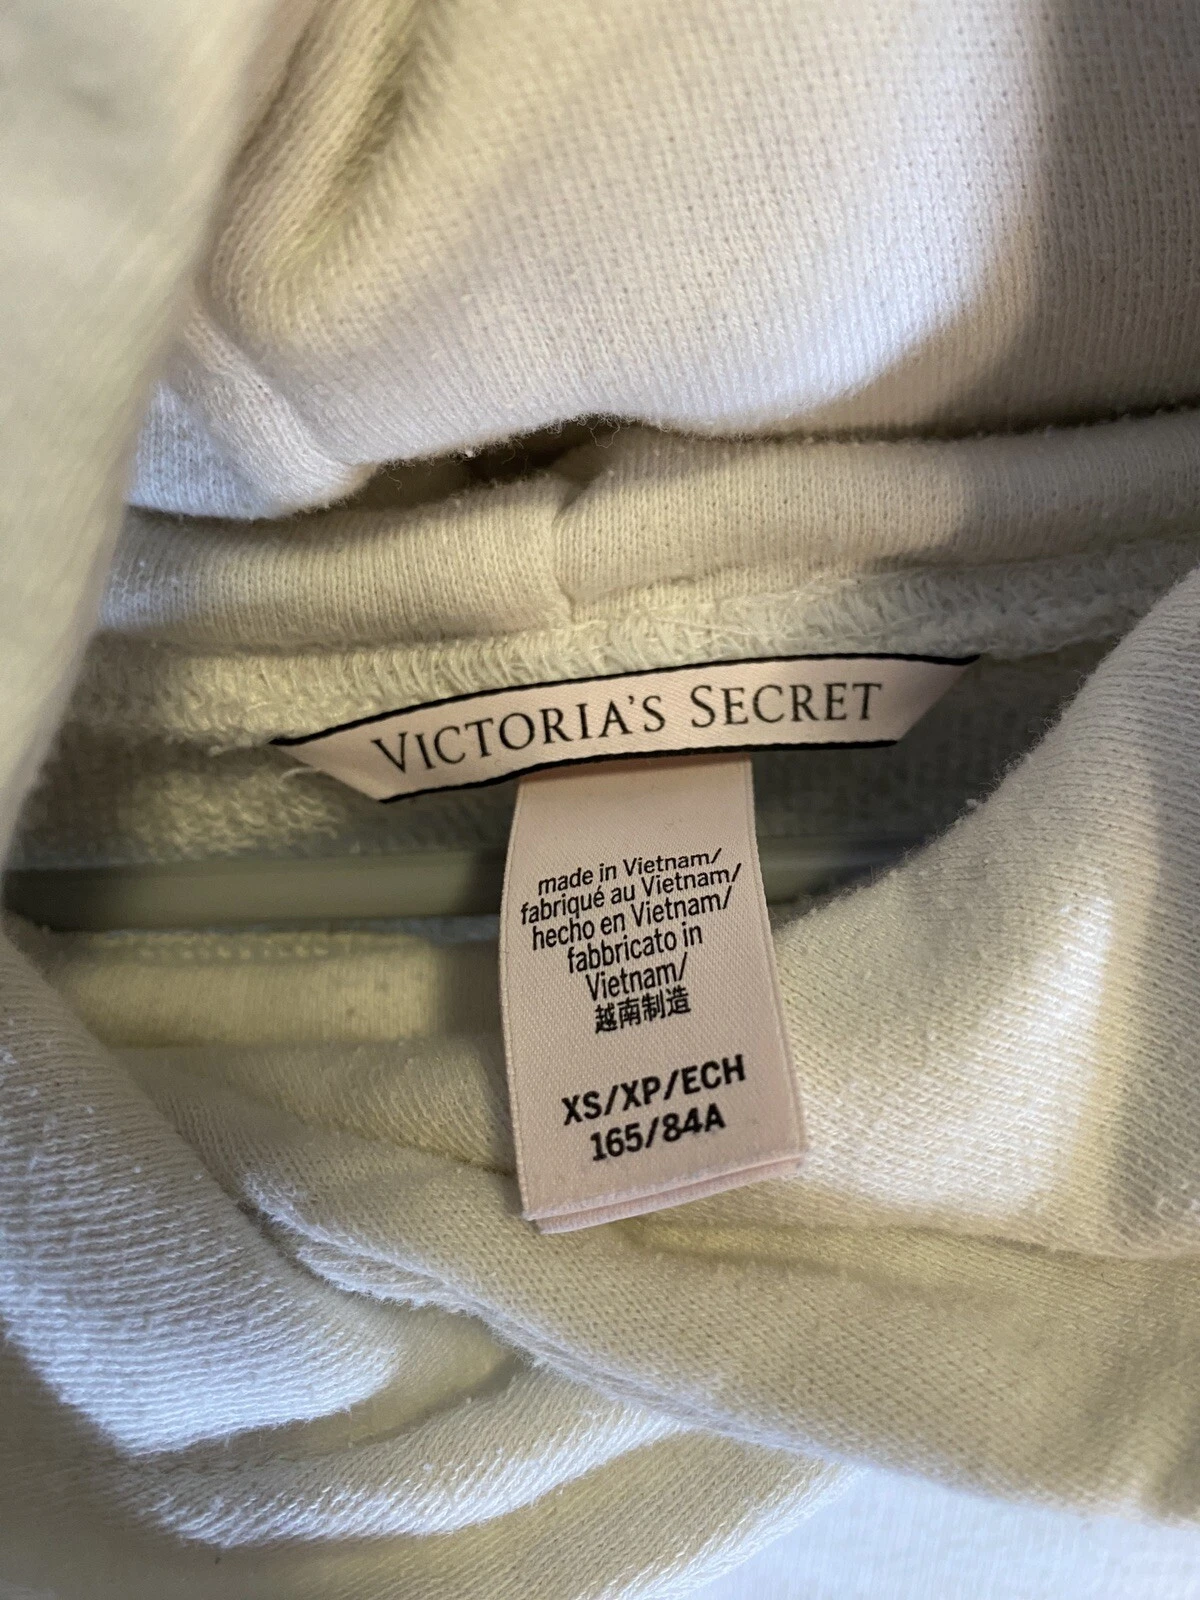 VICTORIA'S SECRET
made in Vietnam/
fabriqué au Vietnam/
hecho en Vietnam/
fabbricato in
Vietnam/
越南制造
XS/XP/ECH
165/84A